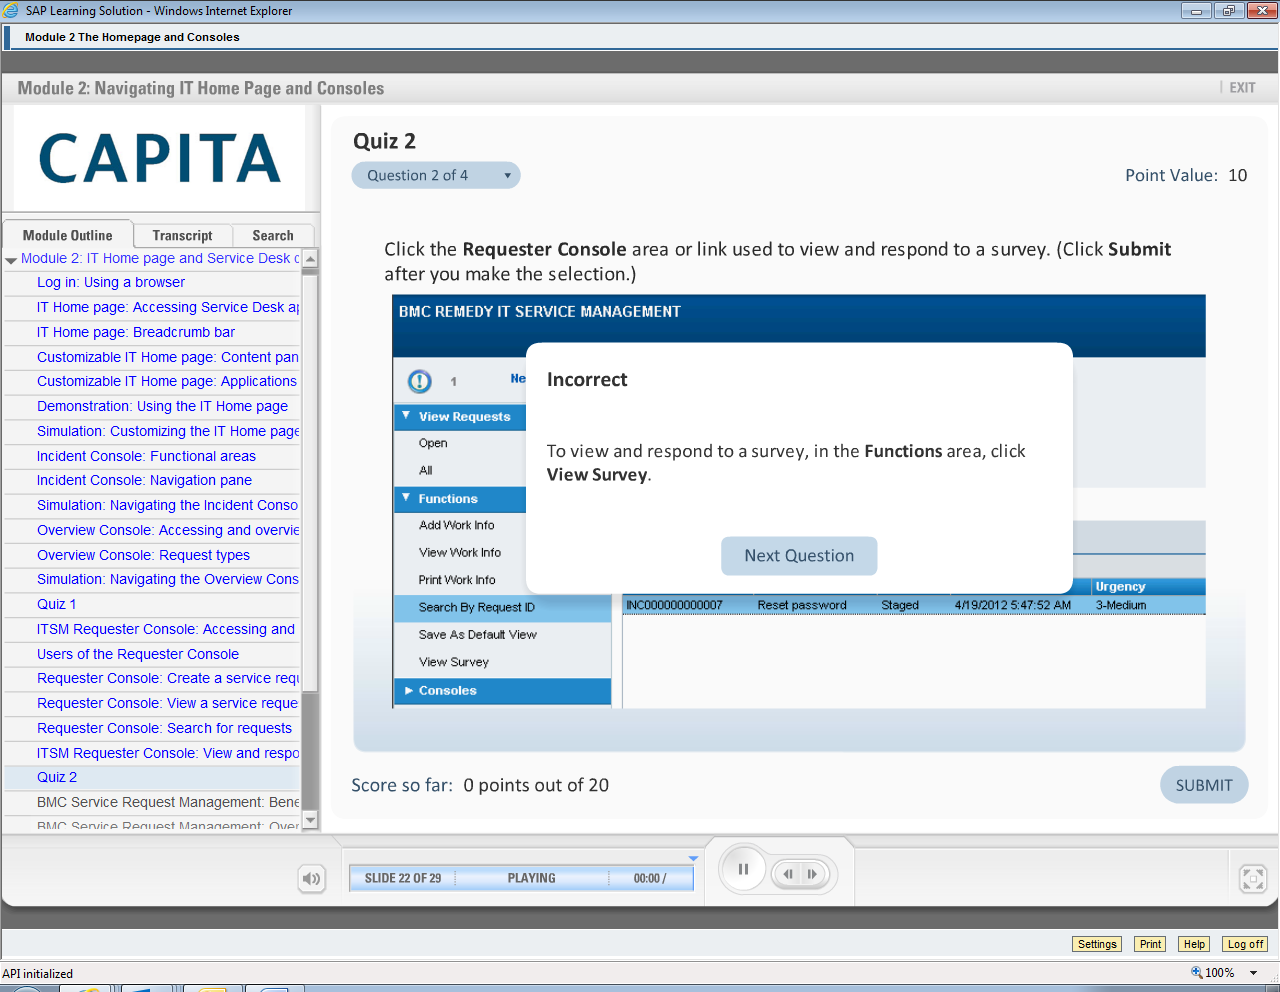 SAP Learning Solution - Windows Internet Explorer
Module 2 The Homepage and Consoles
Module 2: Navigating IT Home Page and Consoles
EXIT
CAPITA
Module Outline
Transcript
Search
Module 2: IT Home page and Service Desk c
Log in: Using a browser
IT Home page: Accessing Service Desk ap
IT Home page: Breadcrumb bar
Customizable IT Home page: Content pan
Customizable IT Home page: Applications
Demonstration: Using the IT Home page
Simulation: Customizing the IT Home page
Incident Console: Functional areas
Incident Console: Navigation pane
Simulation: Navigating the Incident Conso
Overview Console: Accessing and overvie
Overview Console: Request types
Simulation: Navigating the Overview Cons
Quiz 1
ITSM Requester Console: Accessing and
Users of the Requester Console
Requester Console: Create a service requ
Requester Console: View a service reque
Requester Console: Search for requests
ITSM Requester Console: View and respo
Quiz 2
BMC Service Request Management: Bene
BMC Service Request Management: Over
Quiz 2
Question 2 of 4
Point Value: 10
Click the Requester Console area or link used to view and respond to a survey. (Click Submit
after you make the selection.)
BMC REMEDY IT SERVICE MANAGEMENT
1
Ne
View Requests
Open
All
Functions
Add Work Info
View Work Info
Print Work Info
Search By Request ID
Save As Default View
View Survey
Consoles
Incorrect
To view and respond to a survey, in the Functions area, click
View Survey.
Next Question
Urgency
INC000000000007 Reset password Staged 4/19/2012 5:47:52 AM 3-Medium
Score so far: 0 points out of 20
SUBMIT
SLIDE 22 OF 29
PLAYING
00:00 /
Settings
Print
Help
Log off
API initialized
100%